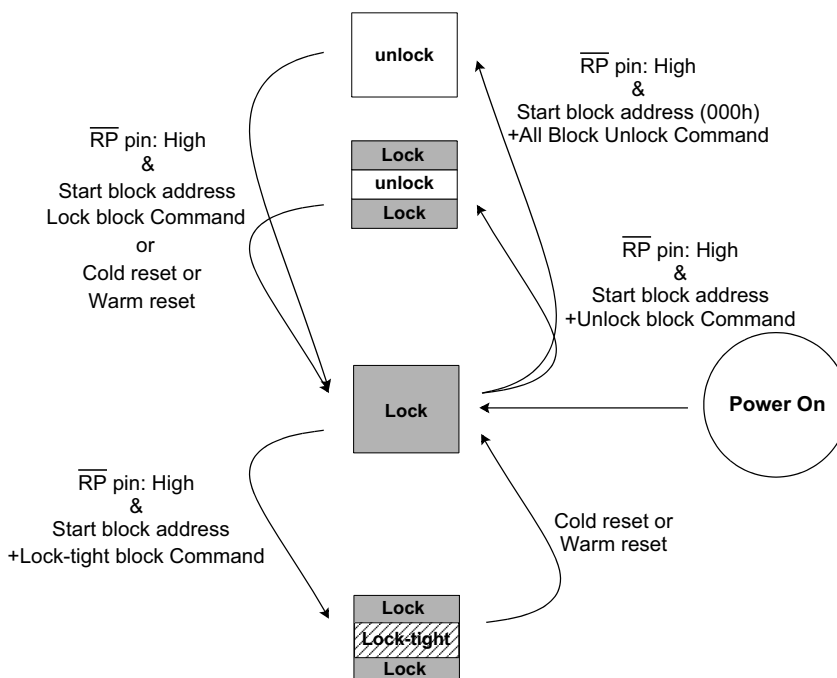 unlock
RP pin: High
&
Start block address (000h)
+All Block Unlock Command
RP pin: High
&
Start block address
Lock block Command
or
Cold reset or
Warm reset
Lock
unlock
Lock
RP pin: High
&
Start block address
+Unlock block Command
Lock
Power On
RP pin: High
&
Start block address
+Lock-tight block Command
Cold reset or
Warm reset
Lock
Lock-tight
Lock